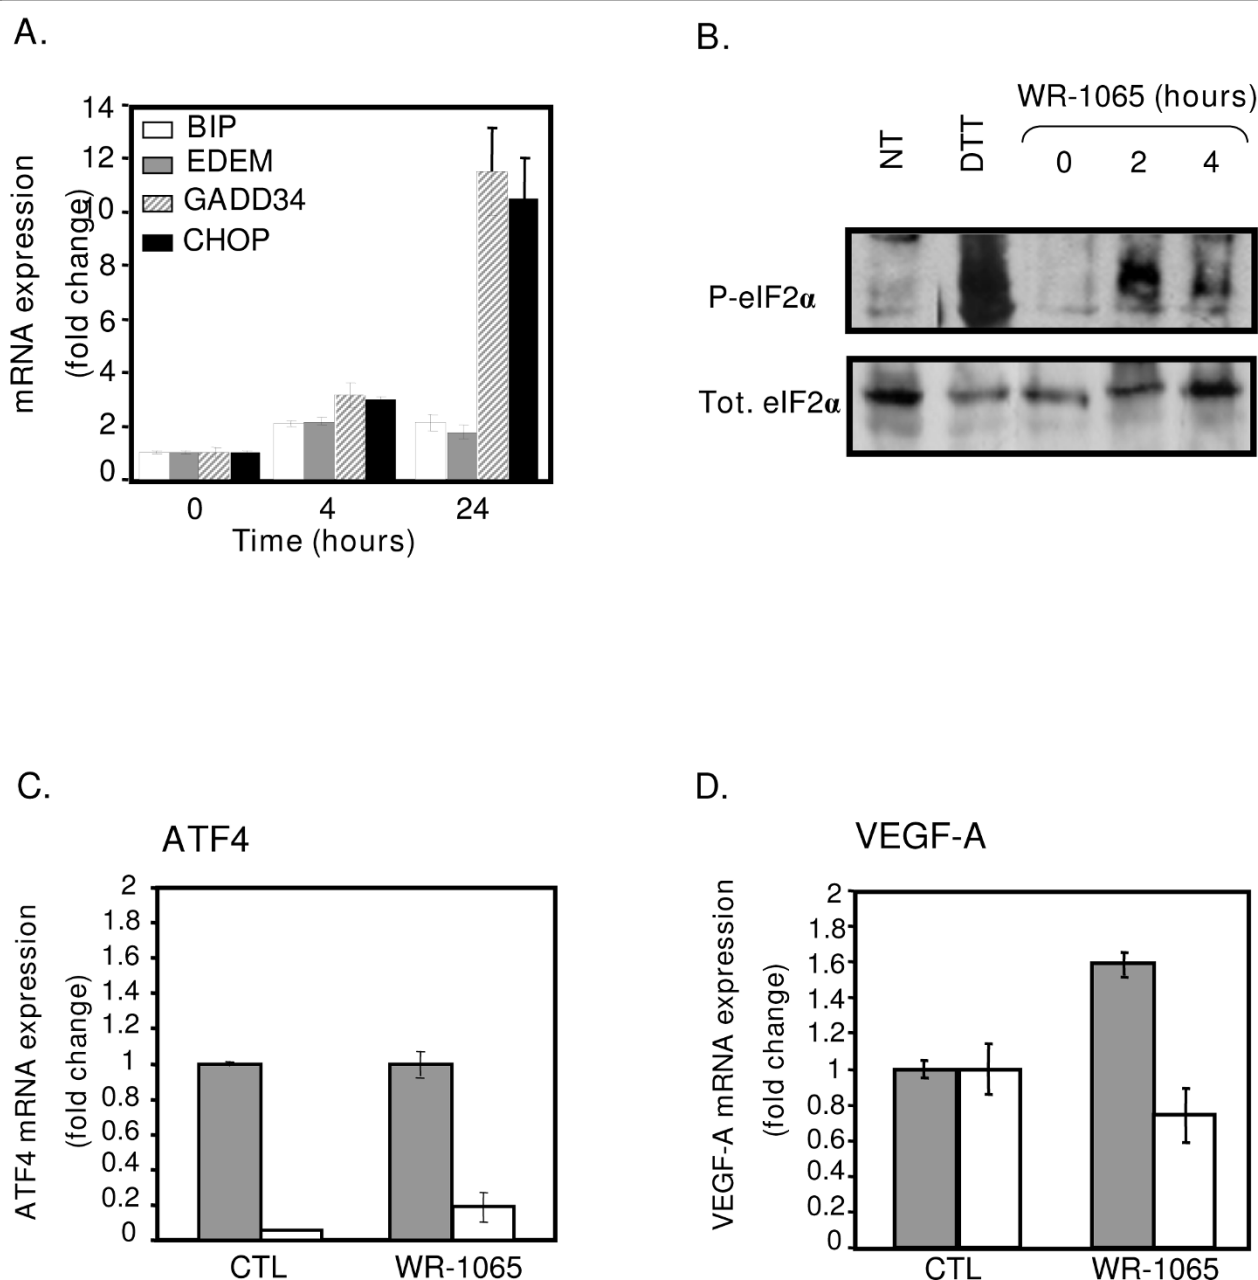 A.
mRNA expression
(fold change)
14
12
10
8
6
4
2
0
BIP
EDEM
GADD34
CHOP
0 4 24
Time (hours)
B.
WR-1065 (hours)
NT DTT 0 2 4
P-eIF2α
Tot. eIF2α
C.
ATF4
ATF4 mRNA expression
(fold change)
2
1.8
1.6
1.4
1.2
1
0.8
0.6
0.4
0.2
0
CTL WR-1065
D.
VEGF-A
VEGF-A mRNA expression
(fold change)
2
1.8
1.6
1.4
1.2
1
0.8
0.6
0.4
0.2
0
CTL WR-1065